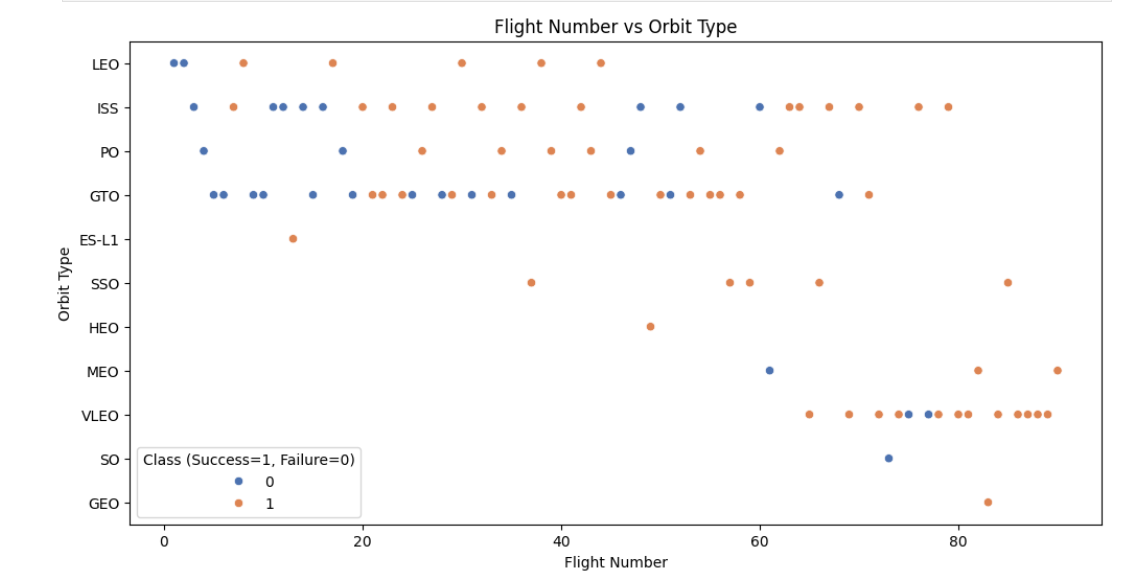 Flight Number vs Orbit Type
LEO
ISS
PO
GTO
ES-L1
SSO
HEO
MEO
VLEO
SO
GEO
Orbit Type
Class (Success=1, Failure=0)
0
1
0 20 40 60 80
Flight Number